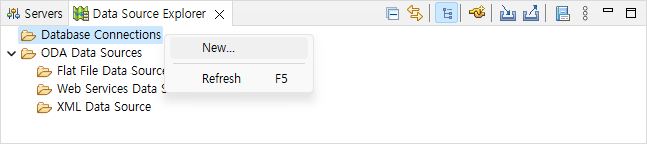 Servers Data Source Explorer
Database Connections
New...
ODA Data Sources
Flat File Data Source
Refresh F5
Web Services Data S
XML Data Source